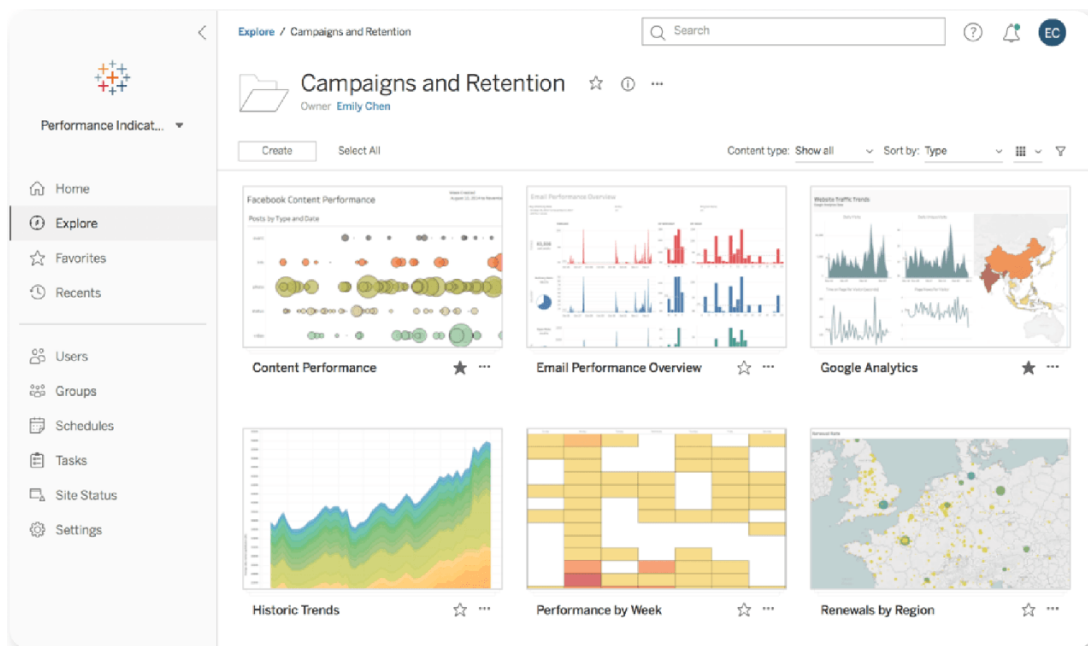 Explore / Campaigns and Retention
Search
EC
Campaigns and Retention
Owner Emily Chen
Performance Indicat...
Create
Select All
Content type: Show all
Sort by: Type
Home
Explore
Favorites
Recents
Users
Groups
Schedules
Tasks
Site Status
Settings
Facebook Content Performance
Posts by Type and Date
Email Performance Overview
Website Traffic Trends
Content Performance
Email Performance Overview
Google Analytics
Historic Trends
Performance by Week
Renewals by Region